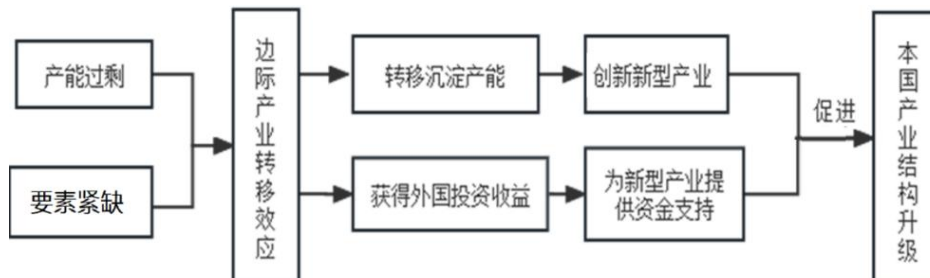 产能过剩
要素紧缺
边际产业转移效应
转移沉淀产能
创新新型产业
获得外国投资收益
为新型产业提
供资金支持
促进
本国产业结构升级